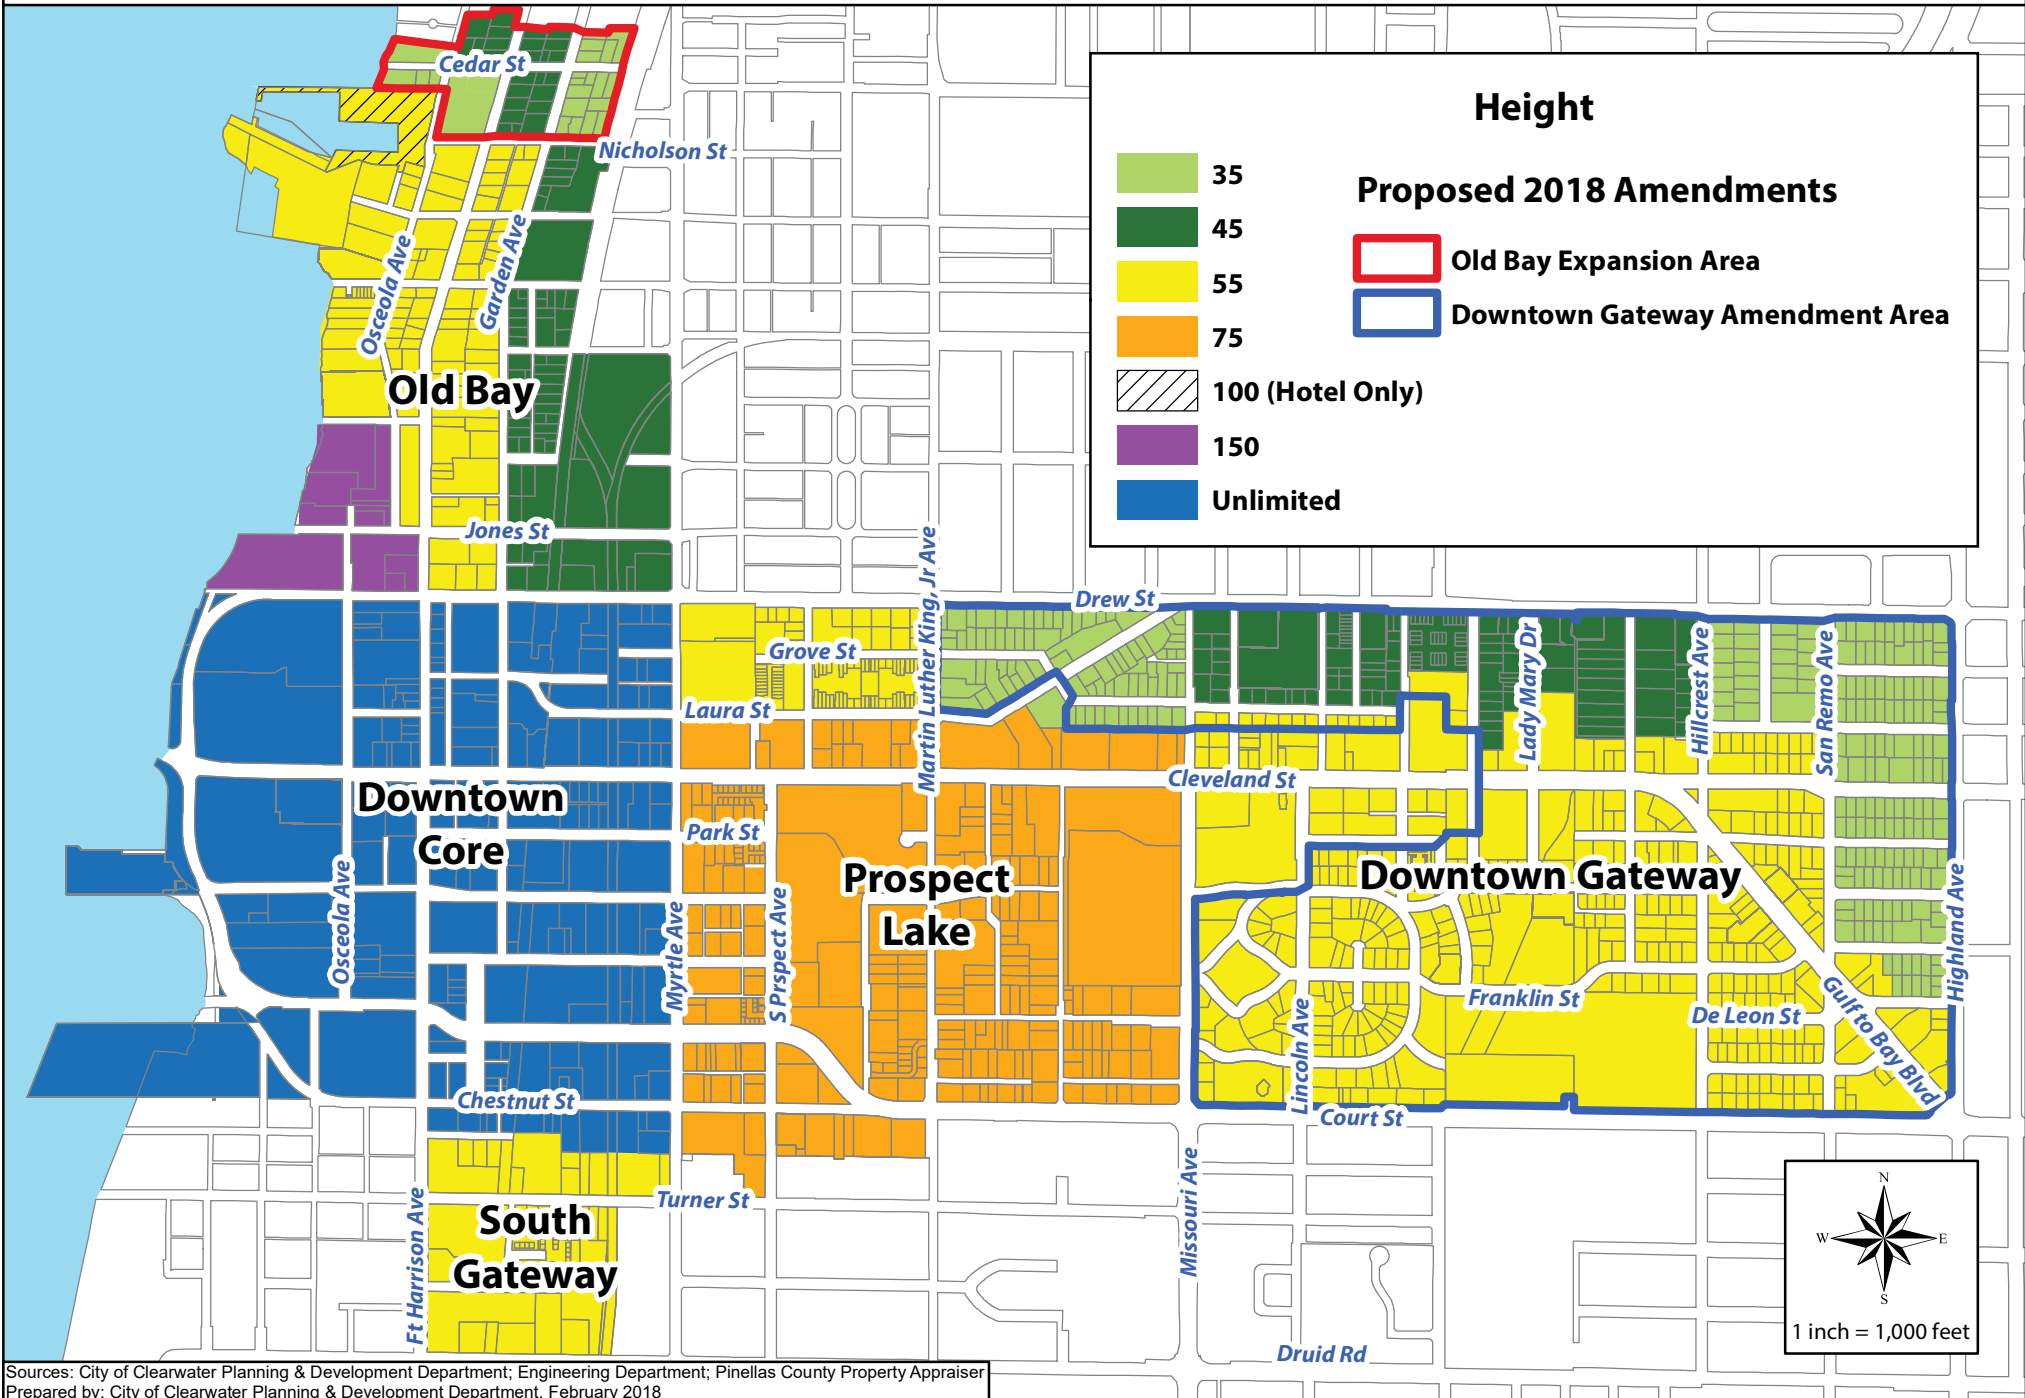 Cedar St
Nicholson St
Osceola Ave
Garden Ave
Old Bay
Jones St
Height
35
45
55
75
100 (Hotel Only)
150
Unlimited
Proposed 2018 Amendments
Old Bay Expansion Area
Downtown Gateway Amendment Area
Martin Luther King, Jr Ave
Drew St
Grove St
Laura St
Lady Mary Dr
Hillcrest Ave
San Remo Ave
Cleveland St
Downtown
Core
Park St
Prospect
Lake
Downtown Gateway
Osceola Ave
Myrtle Ave
S Prspect Ave
Highland Ave
Franklin St
De Leon St
Gulf to Bay Blvd
Lincoln Ave
Chestnut St
Court St
Missouri Ave
Turner St
Ft Harrison Ave
South
Gateway
Druid Rd
N
W
E
S
1 inch = 1,000 feet
Sources: City of Clearwater Planning & Development Department; Engineering Department; Pinellas County Property Appraiser
Prepared by: City of Clearwater Planning & Development Department, February 2018